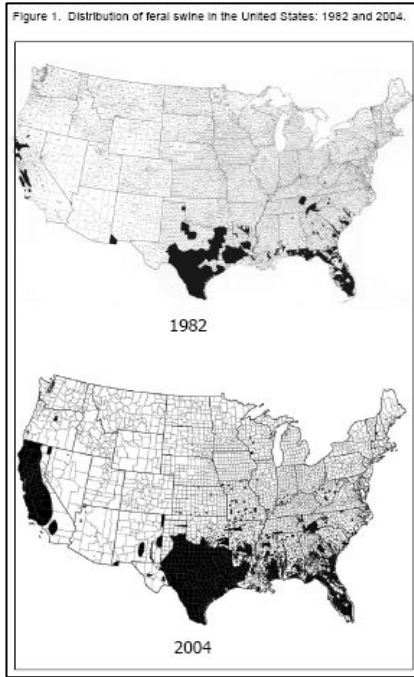 Figure 1. Distribution of feral swine in the United States: 1982 and 2004.
1982
2004